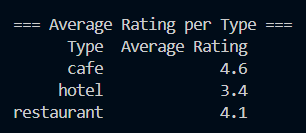 === Average Rating per Type ===
Type Average Rating
cafe 4.6
hotel 3.4
restaurant 4.1